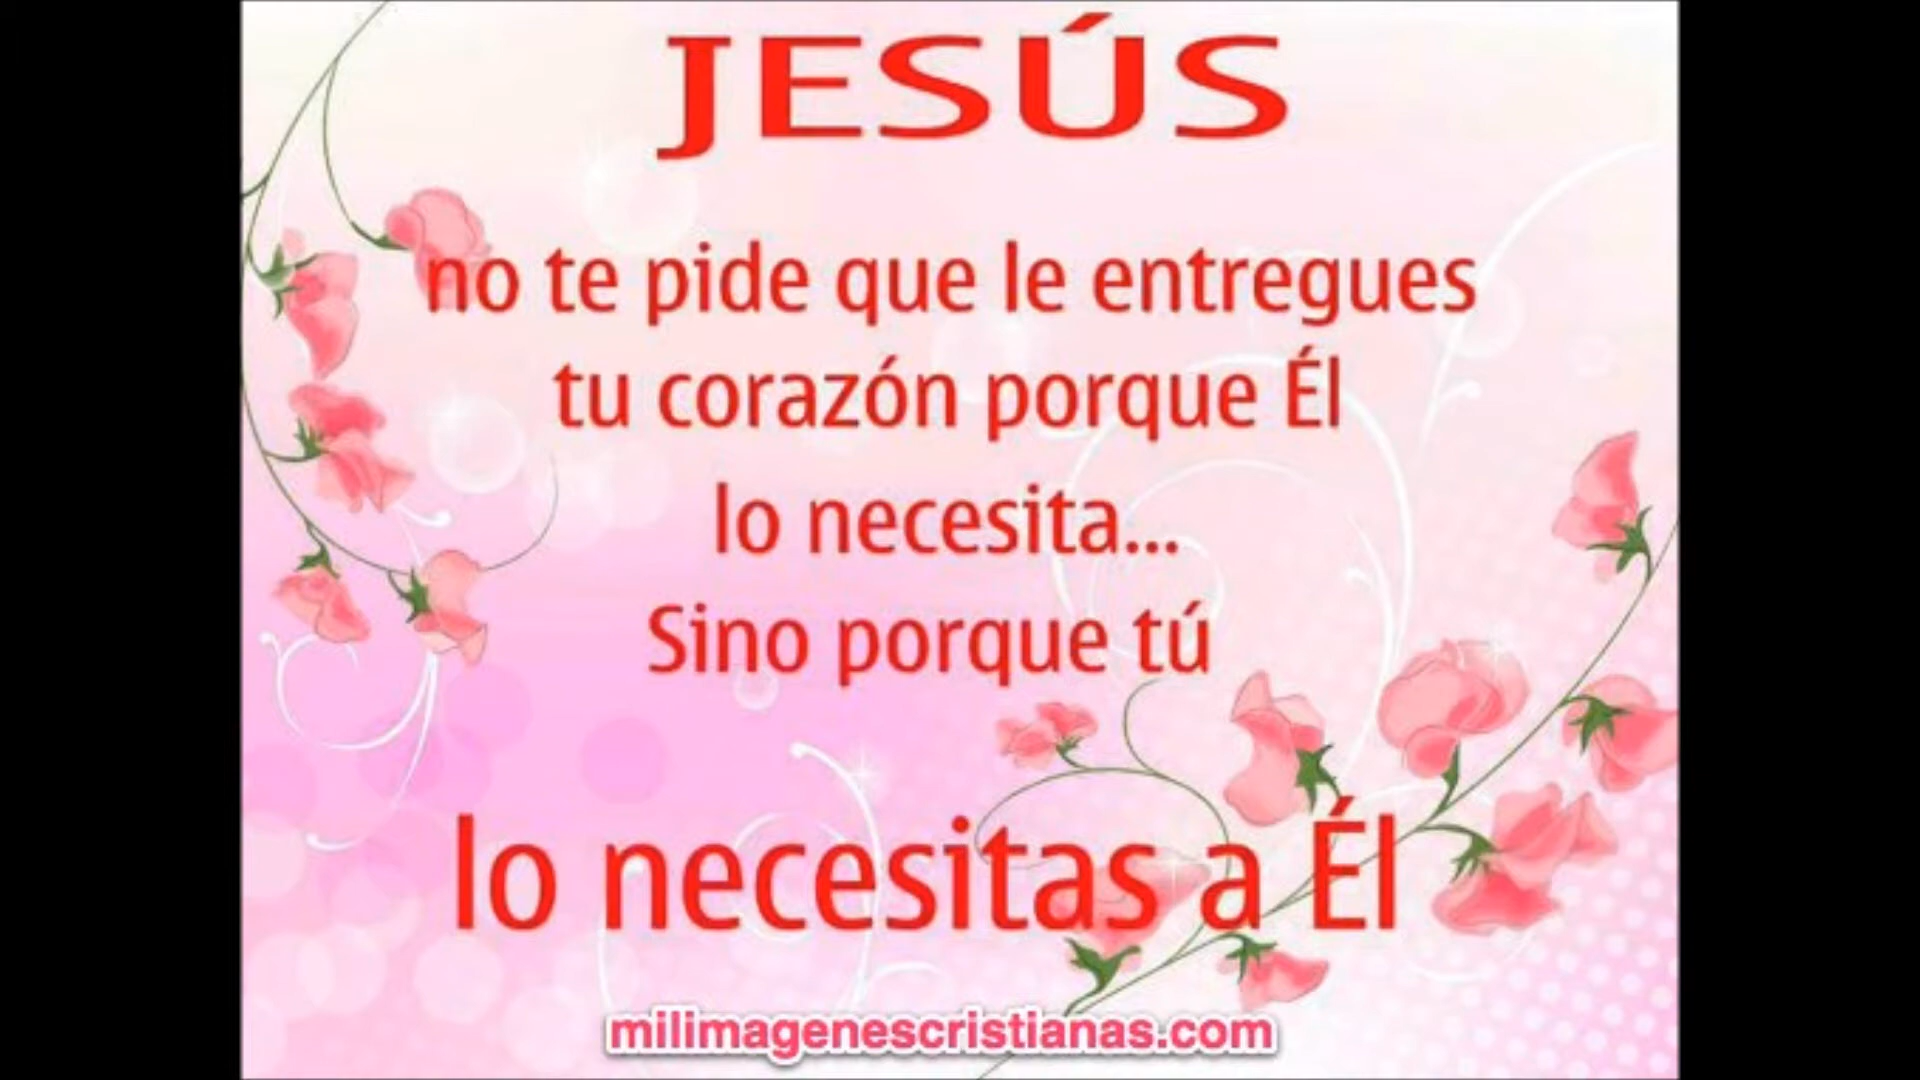 JESÚS
no te pide que le entregues
tu corazón porque Él
lo necesita...
Sino porque tú
lo necesitas a Él
milimagenescristianas.com